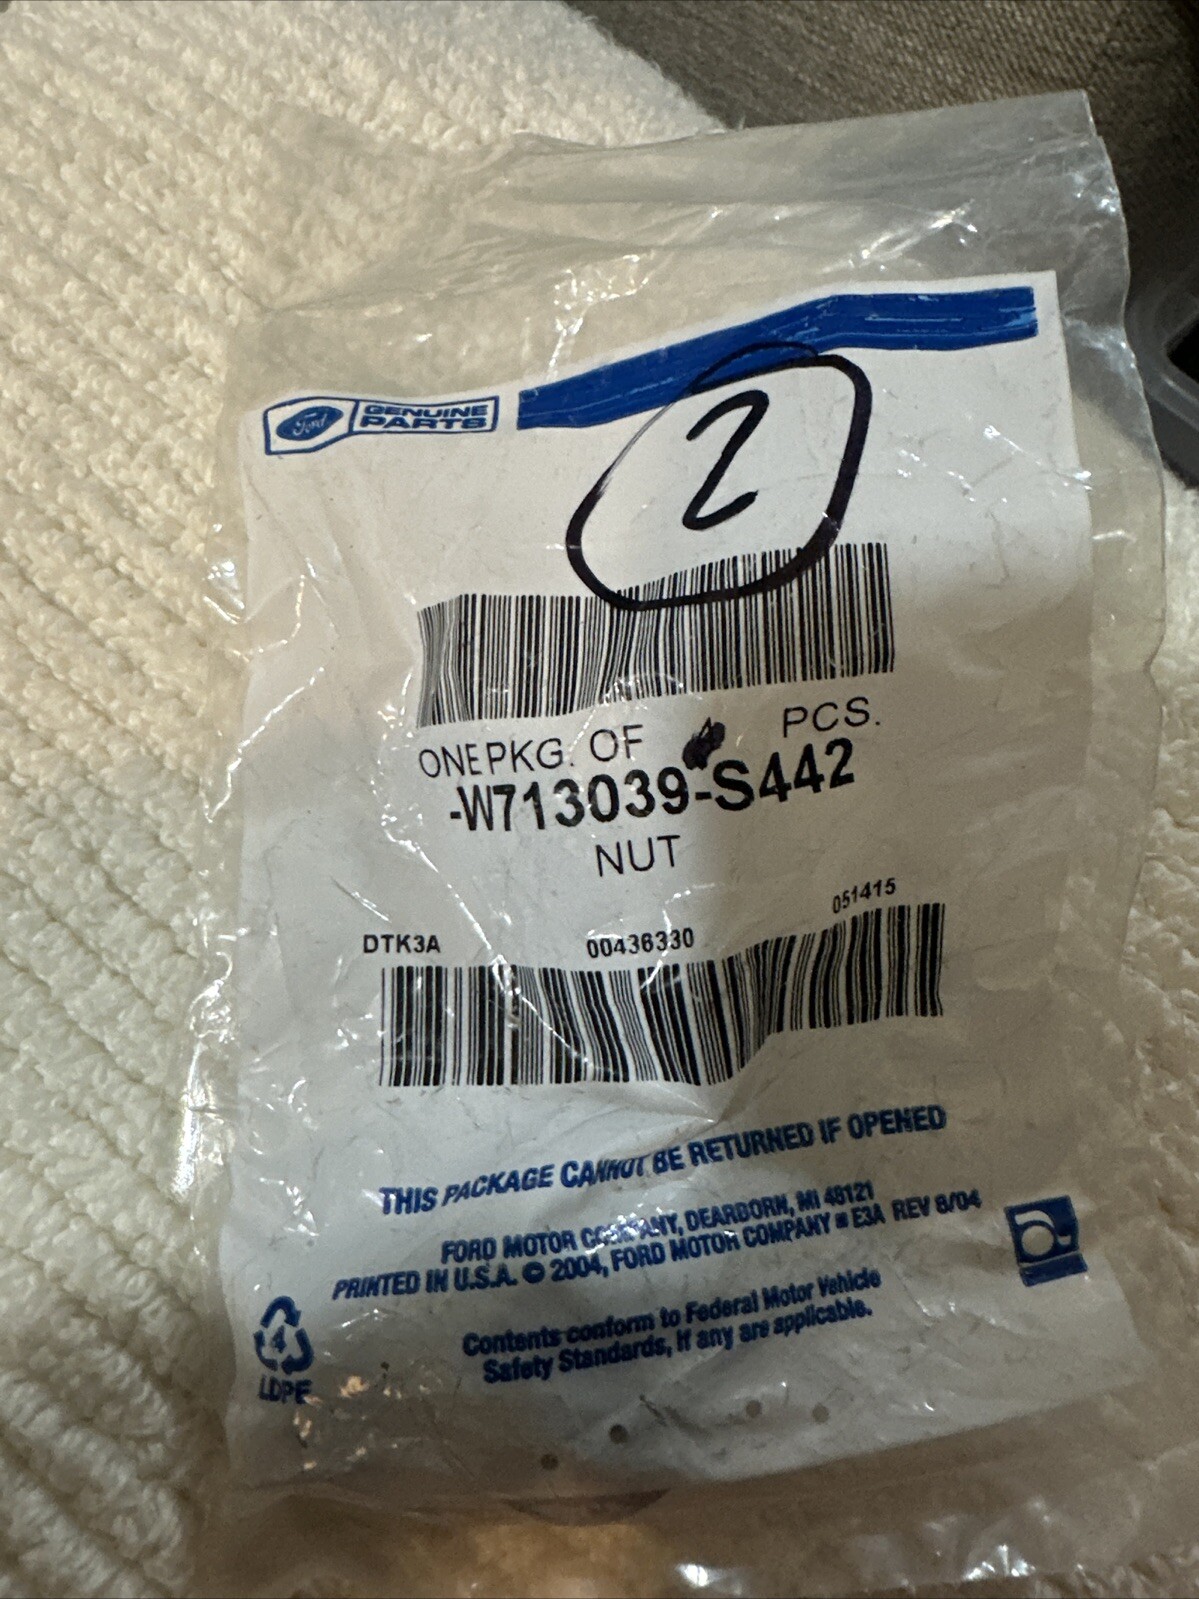 Ford GENUINE
PARTS
2
ONE PKG. OF PCS.
-W713039-S442
NUT
DTK3A 00436330 051415
THIS PACKAGE CANNOT BE RETURNED IF OPENED
FORD MOTOR COMPANY, DEARBORN, MI 48121
PRINTED IN U.S.A. © 2004, FORD MOTOR COMPANY E3A REV 8/04
Contents conform to Federal Motor Vehicle
Safety Standards, if any are applicable.
4
LDPE